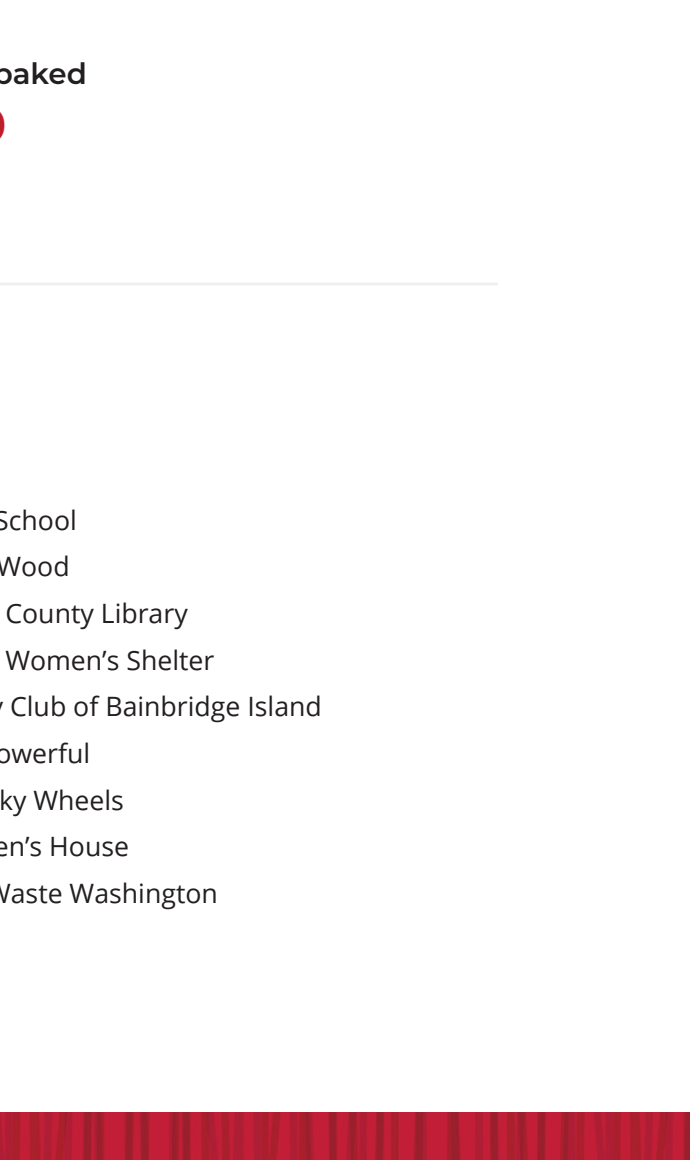 baked
School
Wood
County Library
Women’s Shelter
Club of Bainbridge Island
owerful
ky Wheels
en’s House
Waste Washington